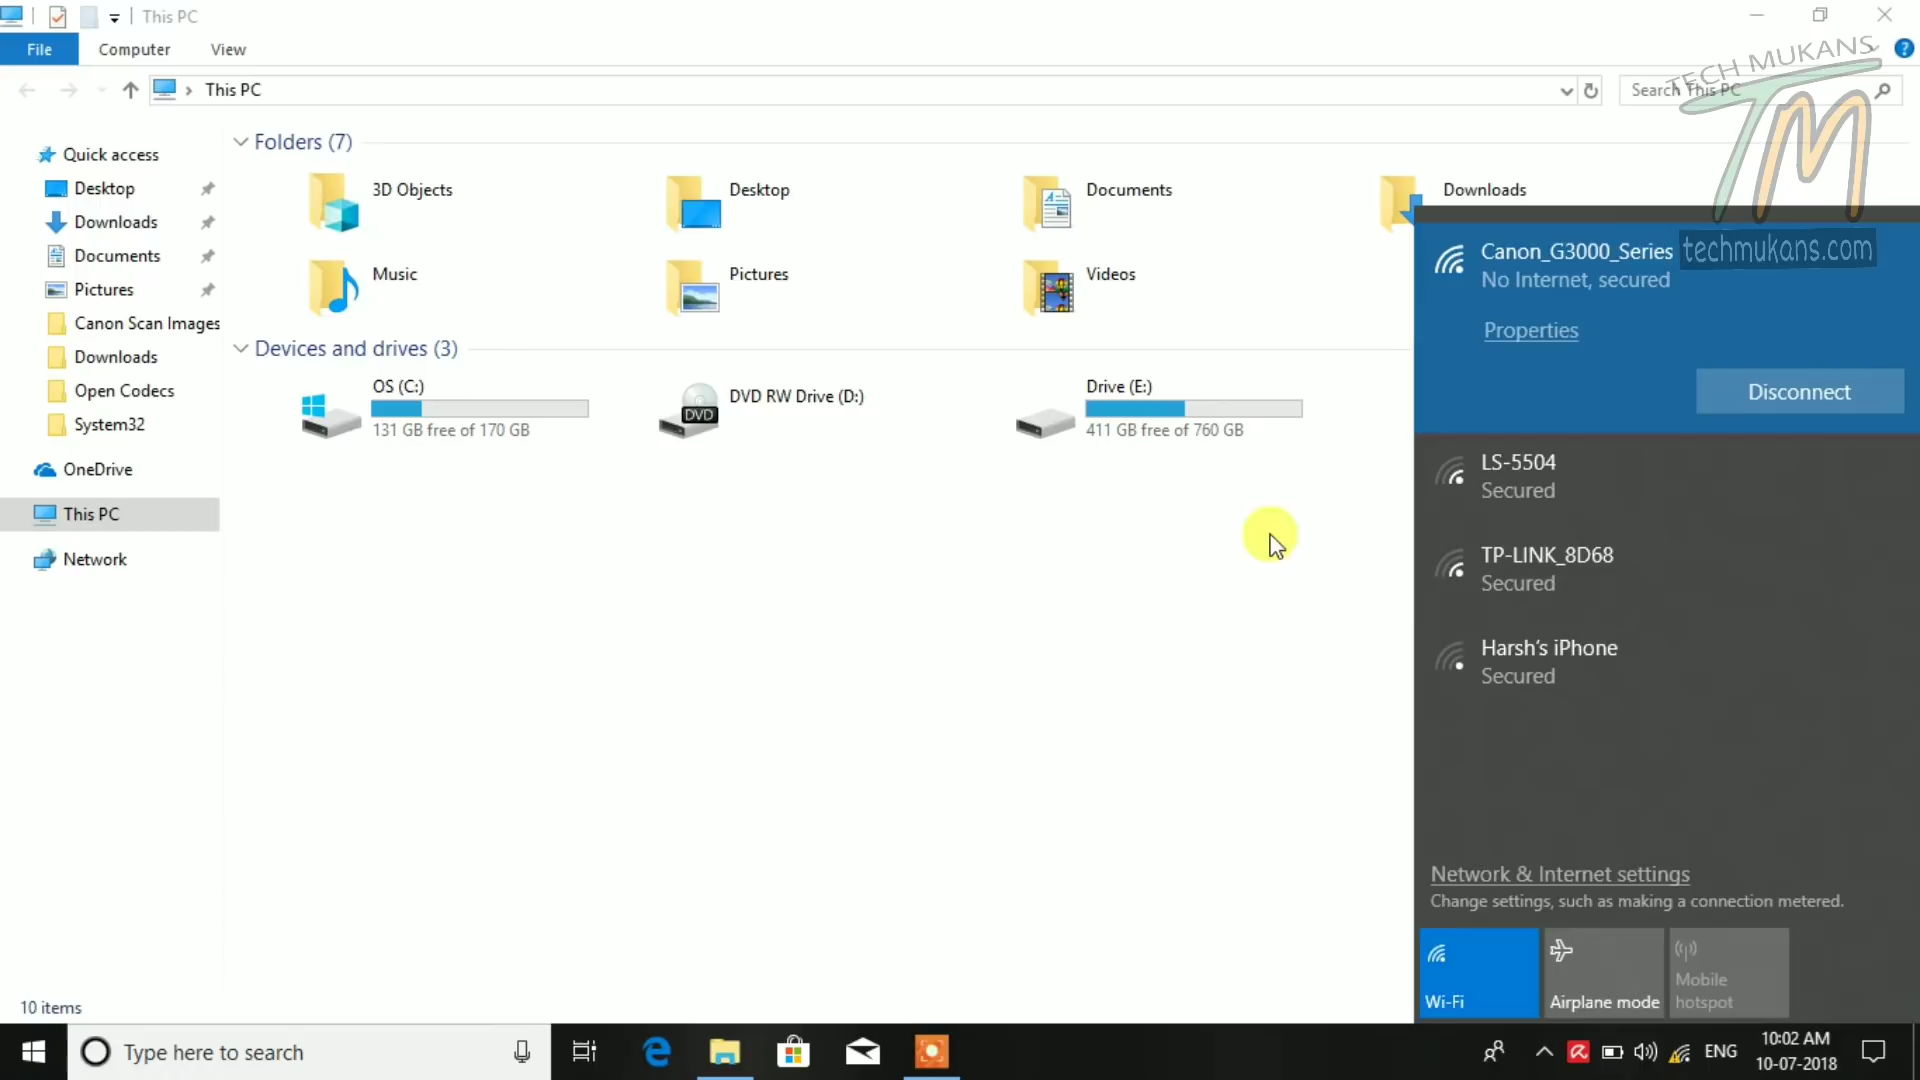 This PC
File
Computer
View
This PC
Search This PC
TECH MUKANS
TM
techmukans.com
Quick access
Desktop
Downloads
Documents
Pictures
Canon Scan Images
Downloads
Open Codecs
System32
OneDrive
This PC
Network
Folders (7)
3D Objects
Desktop
Documents
Downloads
Music
Pictures
Videos
Devices and drives (3)
OS (C:)
131 GB free of 170 GB
DVD
DVD RW Drive (D:)
Drive (E:)
411 GB free of 760 GB
Canon_G3000_Series
No Internet, secured
Properties
Disconnect
LS-5504
Secured
TP-LINK_8D68
Secured
Harsh's iPhone
Secured
Network & Internet settings
Change settings, such as making a connection metered.
Wi-Fi
Airplane mode
Mobile
hotspot
10 items
Type here to search
ENG
10:02 AM
10-07-2018